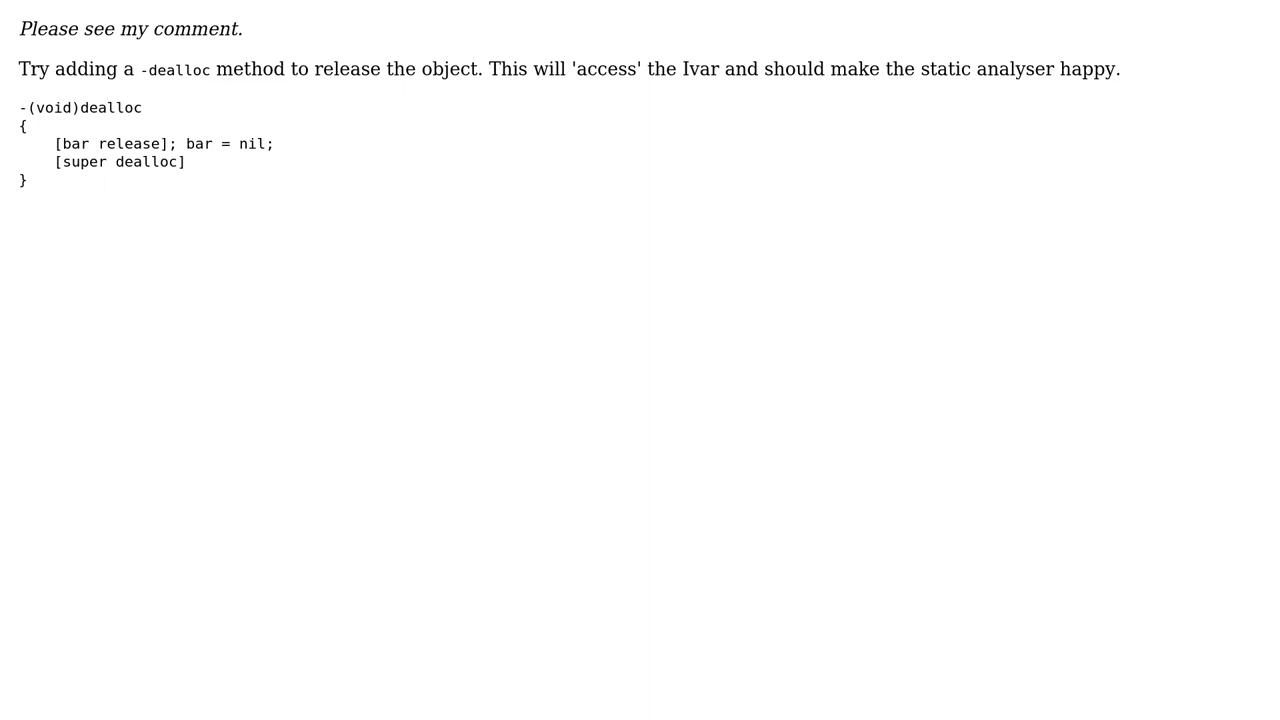 Please see my comment.
Try adding a -dealloc method to release the object. This will 'access' the Ivar and should make the static analyser happy.
-(void)dealloc
{
    [bar release]; bar = nil;
    [super dealloc]
}